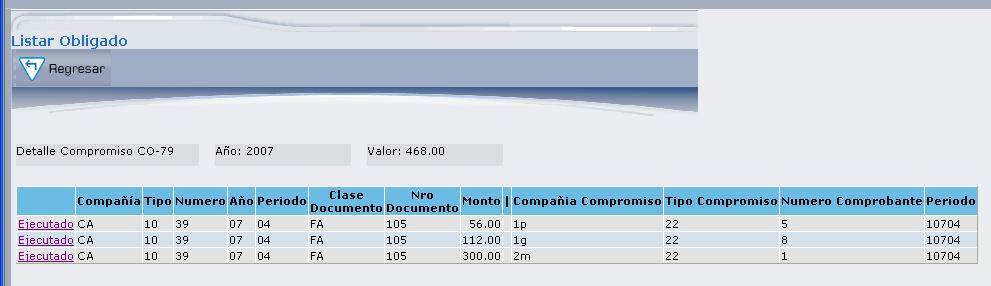 Listar Obligado
Regresar
Detalle Compromiso CO-79 Año: 2007 Valor: 468.00
Compañía Tipo Numero Año Periodo Clase Documento Nro Documento Monto | Compañia Compromiso Tipo Compromiso Numero Comprobante Periodo
Ejecutado CA 10 39 07 04 FA 105 56.00 1p 22 5 10704
Ejecutado CA 10 39 07 04 FA 105 112.00 1g 22 8 10704
Ejecutado CA 10 39 07 04 FA 105 300.00 2m 22 1 10704